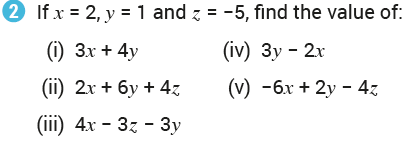 2 If x = 2, y = 1 and z = −5, find the value of:
(i) 3x + 4y (iv) 3y − 2x
(ii) 2x + 6y + 4z (v) −6x + 2y − 4z
(iii) 4x − 3z − 3y